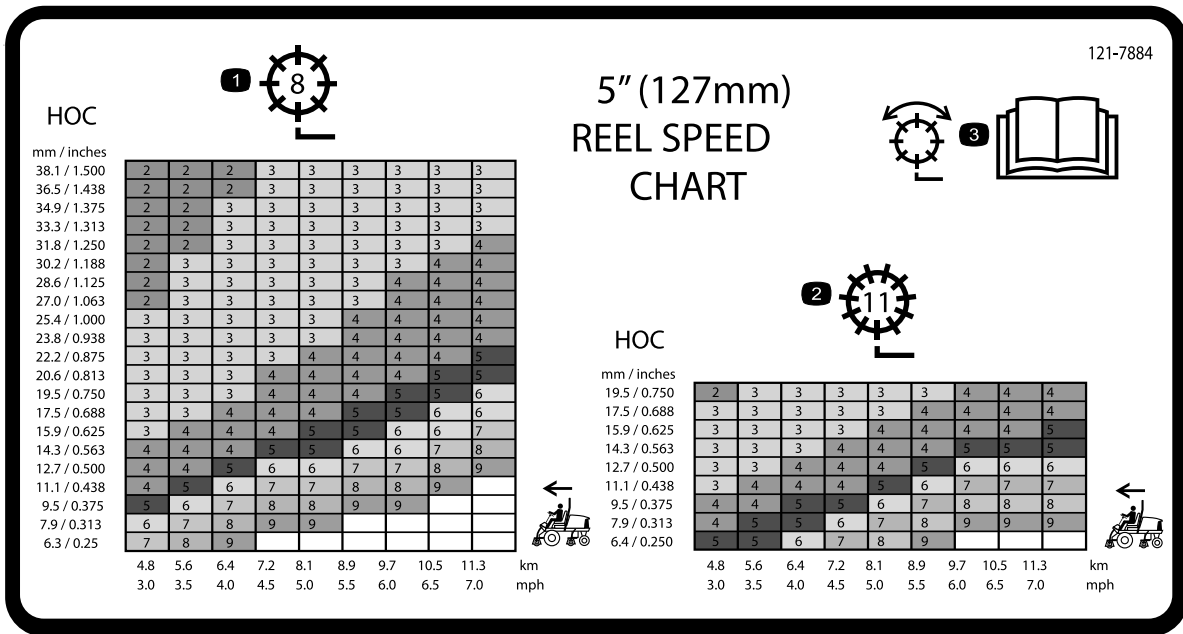 121-7884
1
8
5" (127mm)
REEL SPEED
CHART
3
HOC
mm / inches
38.1 / 1.500 2 2 2 3 3 3 3 3 3
36.5 / 1.438 2 2 2 3 3 3 3 3 3
34.9 / 1.375 2 2 3 3 3 3 3 3 3
33.3 / 1.313 2 2 3 3 3 3 3 3 3
31.8 / 1.250 2 2 3 3 3 3 3 3 4
30.2 / 1.188 2 3 3 3 3 3 3 4 4
28.6 / 1.125 2 3 3 3 3 3 4 4 4
27.0 / 1.063 2 3 3 3 3 3 4 4 4
25.4 / 1.000 3 3 3 3 3 4 4 4 4
23.8 / 0.938 3 3 3 3 3 4 4 4 4
22.2 / 0.875 3 3 3 3 4 4 4 4 5
20.6 / 0.813 3 3 3 4 4 4 4 5 5
19.5 / 0.750 3 3 3 4 4 4 5 5 6
17.5 / 0.688 3 3 4 4 4 5 5 6 6
15.9 / 0.625 3 4 4 4 5 5 6 6 7
14.3 / 0.563 4 4 4 5 5 6 6 7 8
12.7 / 0.500 4 4 5 6 6 7 7 8 9
11.1 / 0.438 4 5 6 7 7 8 8 9
9.5 / 0.375 5 6 7 8 8 9 9
7.9 / 0.313 6 7 8 9 9
6.3 / 0.25 7 8 9
4.8 5.6 6.4 7.2 8.1 8.9 9.7 10.5 11.3 km
3.0 3.5 4.0 4.5 5.0 5.5 6.0 6.5 7.0 mph
2
11
HOC
mm / inches
19.5 / 0.750 2 3 3 3 3 3 4 4 4
17.5 / 0.688 3 3 3 3 3 4 4 4 4
15.9 / 0.625 3 3 3 3 4 4 4 4 5
14.3 / 0.563 3 3 3 4 4 4 5 5 5
12.7 / 0.500 3 3 4 4 4 5 6 6 6
11.1 / 0.438 3 4 4 4 5 6 7 7 7
9.5 / 0.375 4 4 5 5 6 7 8 8 8
7.9 / 0.313 4 5 5 6 7 8 9 9 9
6.4 / 0.250 5 5 6 7 8 9
4.8 5.6 6.4 7.2 8.1 8.9 9.7 10.5 11.3 km
3.0 3.5 4.0 4.5 5.0 5.5 6.0 6.5 7.0 mph